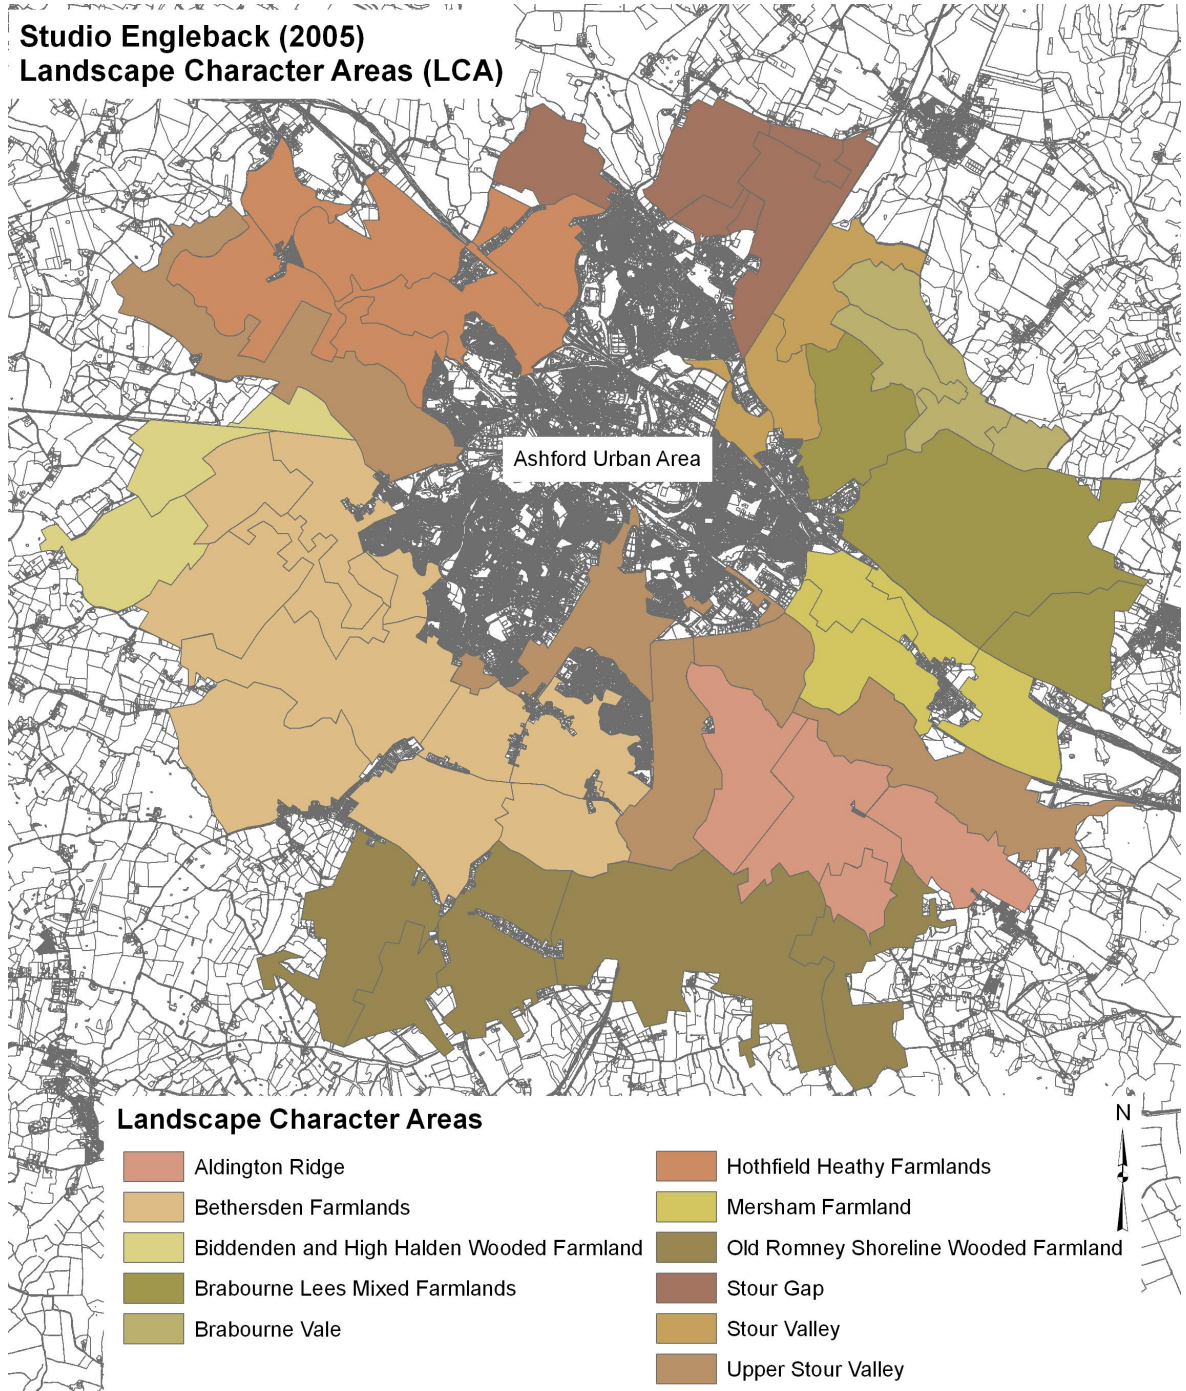 Studio Engleback (2005)
Landscape Character Areas (LCA)
Ashford Urban Area
Landscape Character Areas
N
Aldington Ridge
Bethersden Farmlands
Biddenden and High Halden Wooded Farmland
Brabourne Lees Mixed Farmlands
Brabourne Vale
Hothfield Heathy Farmlands
Mersham Farmland
Old Romney Shoreline Wooded Farmland
Stour Gap
Stour Valley
Upper Stour Valley